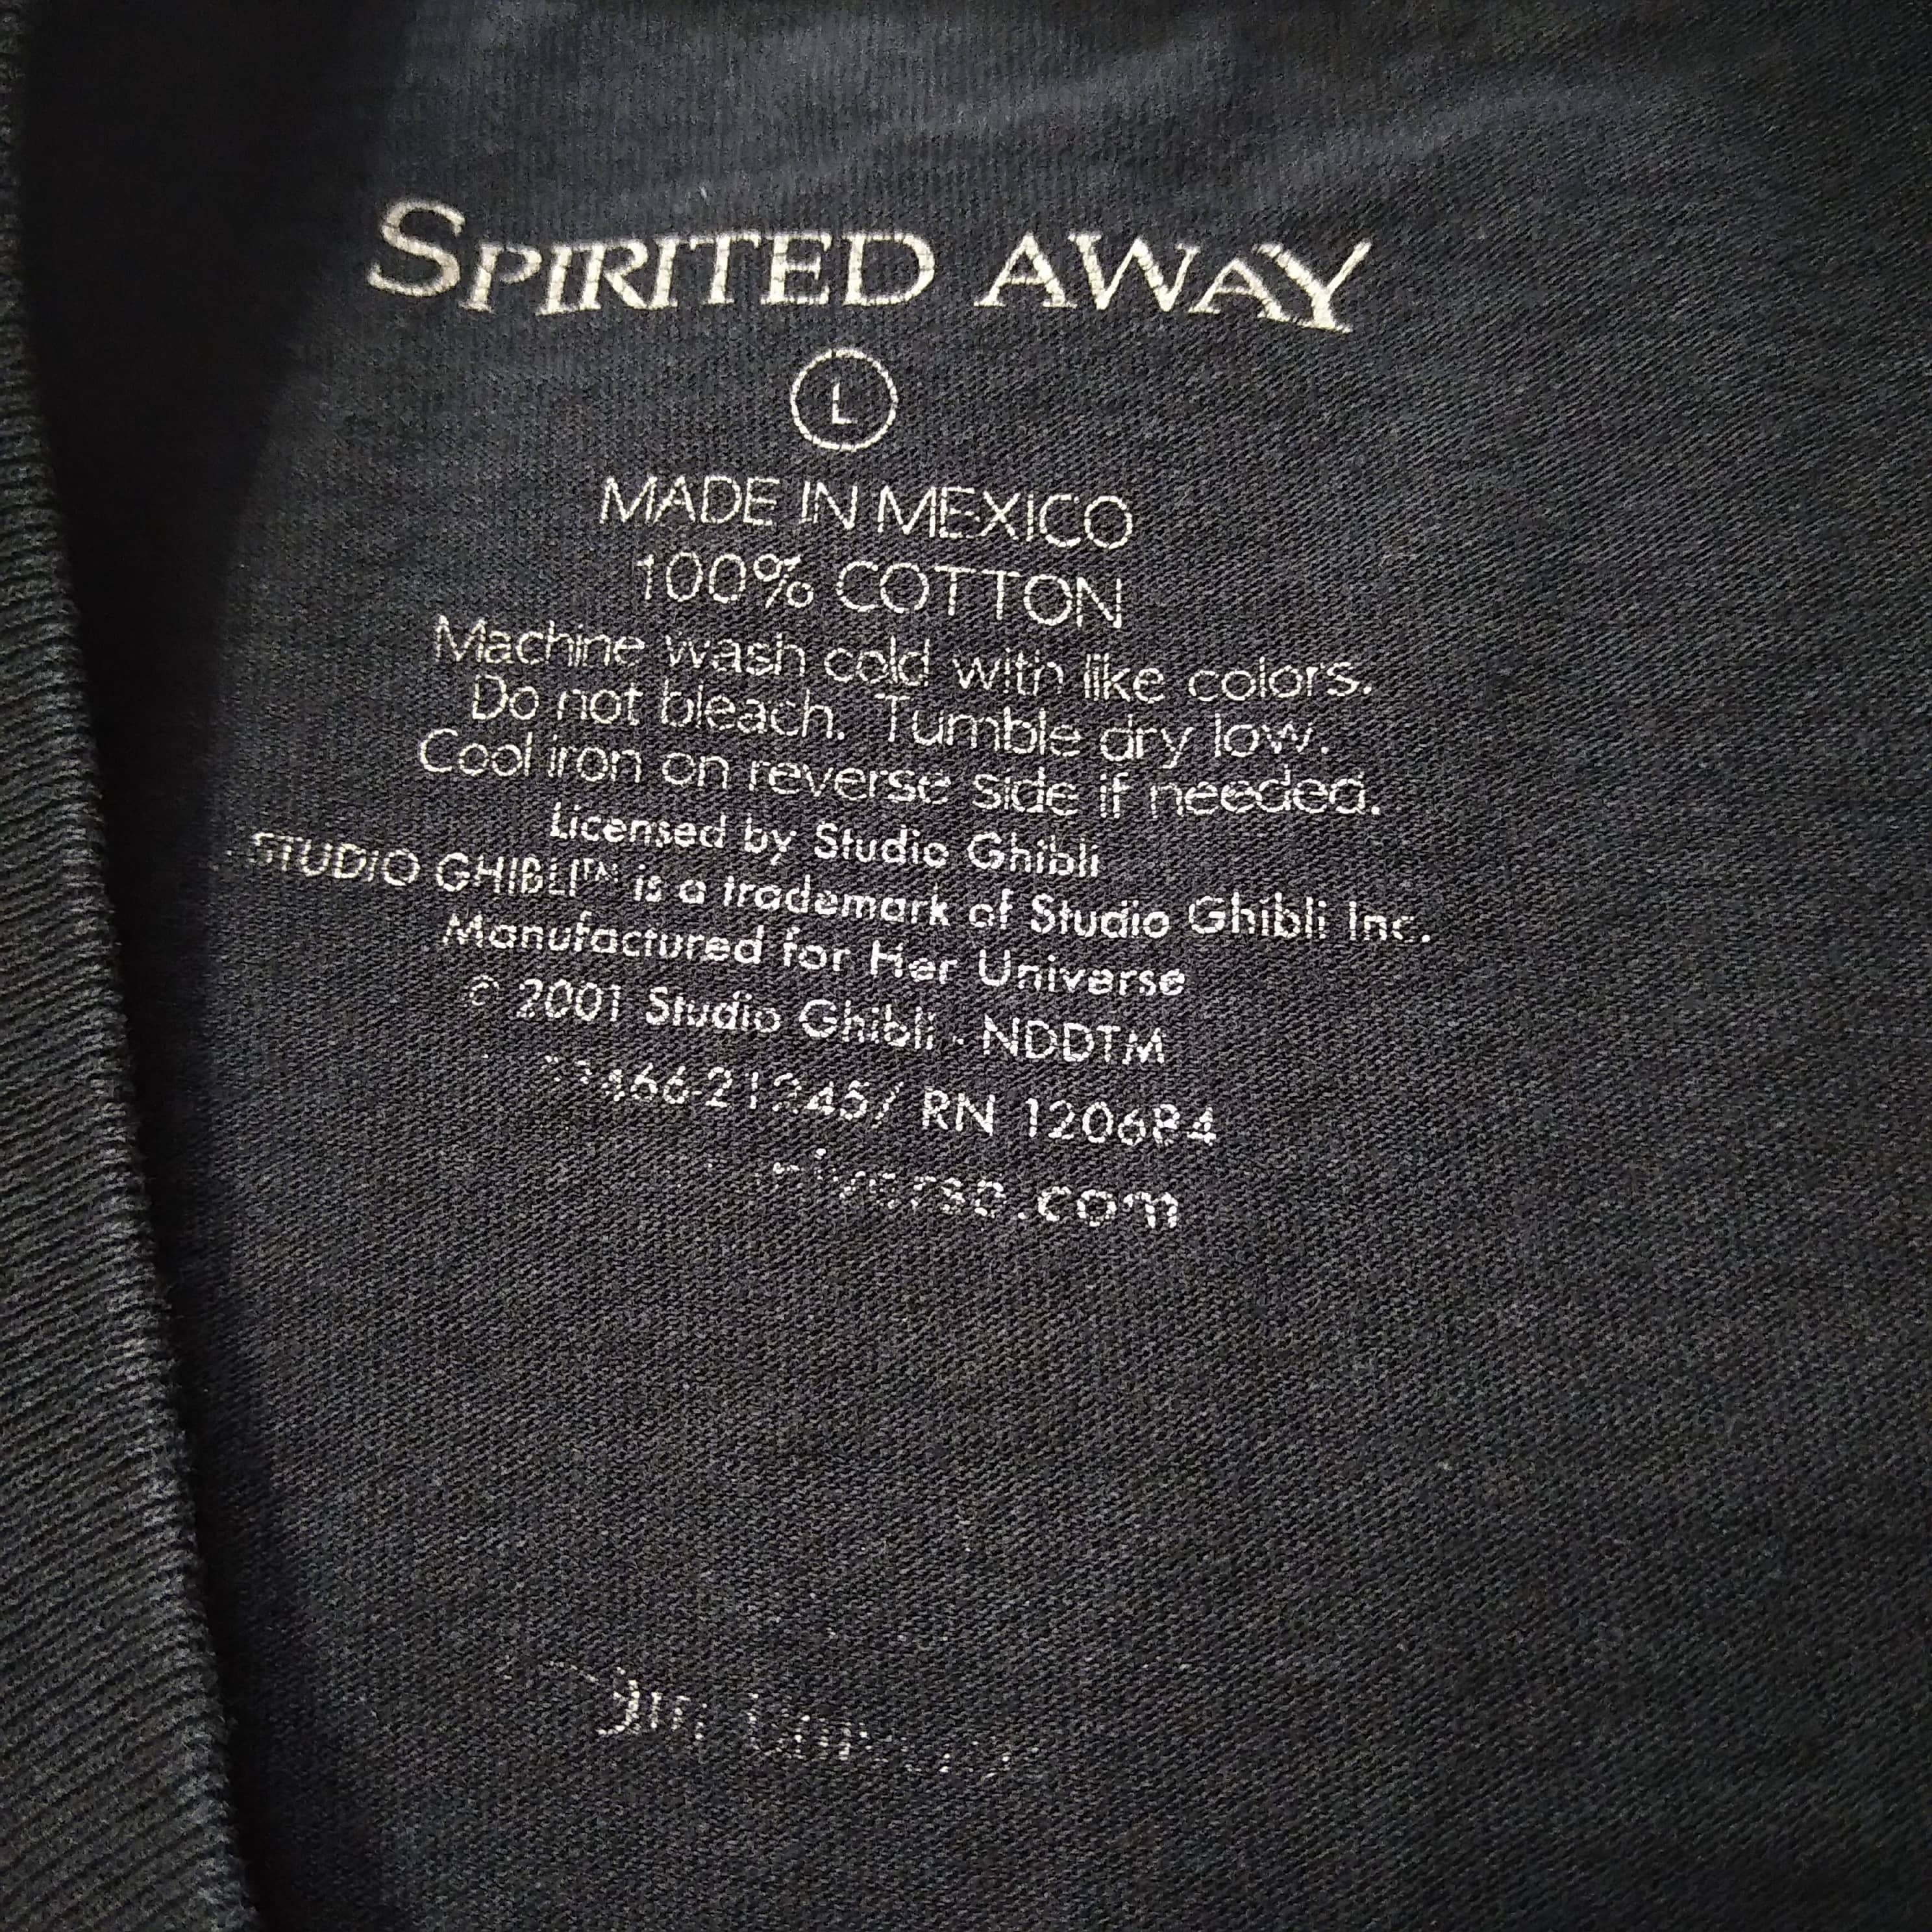 SPIRITED AWAY
L
MADE IN MEXICO
100% COTTON
Machine wash cold with like colors.
Do not bleach. Tumble dry low.
Cool iron on reverse side if needed.
Licensed by Studio Ghibli
STUDIO GHIBLI™ is a trademark of Studio Ghibli Inc.
Manufactured for Her Universe
© 2001 Studio Ghibli - NDDTM
RN 120684